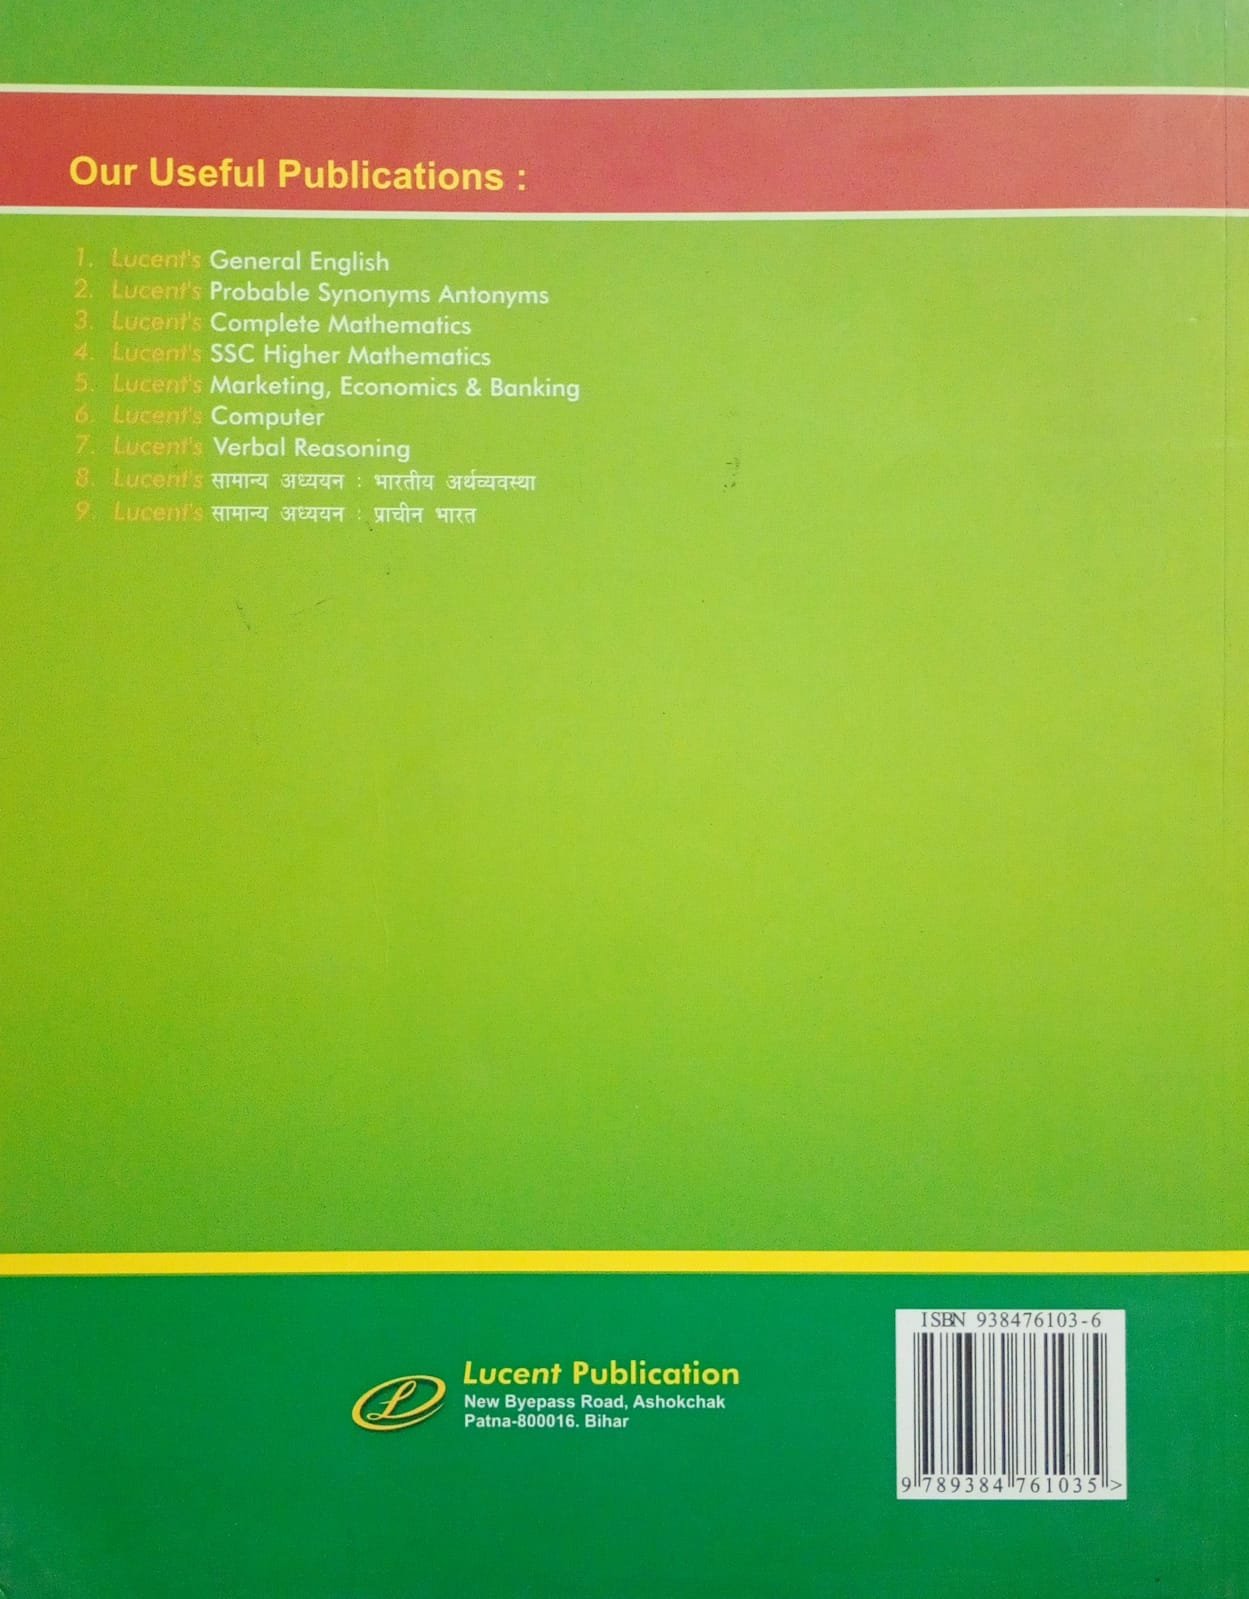 Our Useful Publications :
1. Lucent's General English
2. Lucent's Probable Synonyms Antonyms
3. Lucent's Complete Mathematics
4. Lucent's SSC Higher Mathematics
5. Lucent's Marketing, Economics & Banking
6. Lucent's Computer
7. Lucent's Verbal Reasoning
8. Lucent's सामान्य अध्ययन : भारतीय अर्थव्यवस्था
9. Lucent's सामान्य अध्ययन : प्राचीन भारत
Lucent Publication
New Byepass Road, Ashokchak
Patna-800016. Bihar
ISBN 938476103-6
9 789384 761035 >